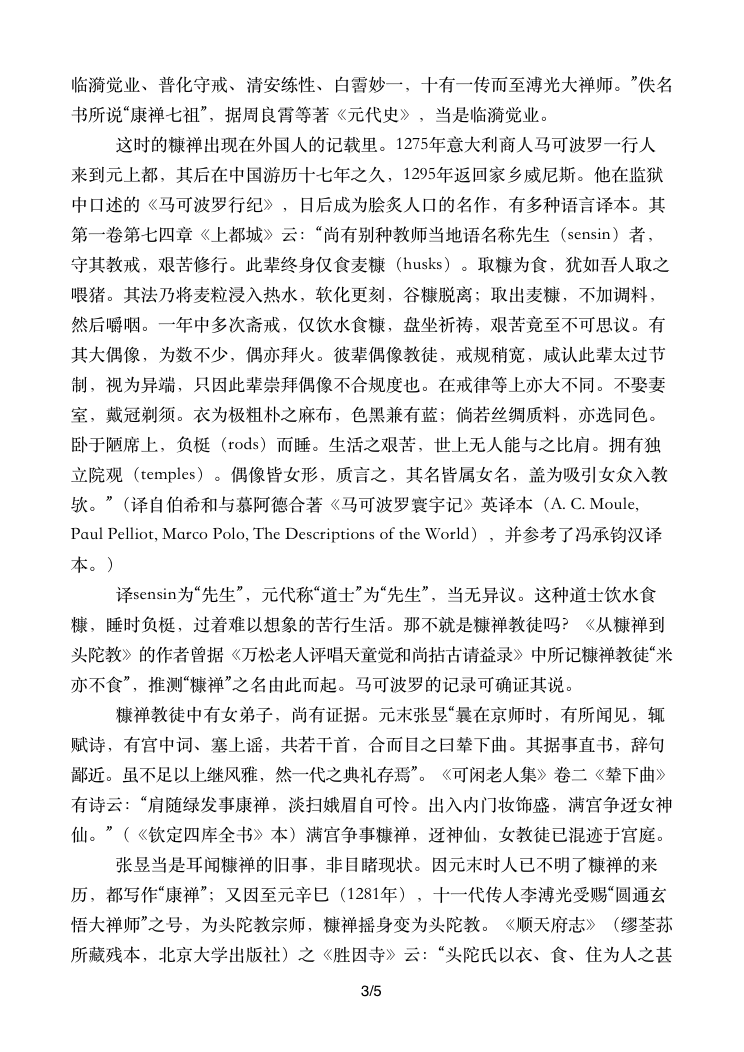 临漪觉业、普化守戒、清安练性、白霫妙一，十有一传而至溥光大禅师。”佚名
书所说“康禅七祖”，据周良霄等著《元代史》，当是临漪觉业。
这时的糠禅出现在外国人的记载里。1275年意大利商人马可波罗一行人
来到元上都，其后在中国游历十七年之久，1295年返回家乡威尼斯。他在监狱
中口述的《马可波罗行纪》，日后成为脍炙人口的名作，有多种语言译本。其
第一卷第七四章《上都城》云：“尚有别种教师当地语名称先生（sensin）者，
守其教戒，艰苦修行。此辈终身仅食麦糠（husks）。取糠为食，犹如吾人取之
喂猪。其法乃将麦粒浸入热水，软化更刻，谷糠脱离；取出麦糠，不加调料，
然后嚼咽。一年中多次斋戒，仅饮水食糠，盘坐祈祷，艰苦竟至不可思议。有
其大偶像，为数不少，偶亦拜火。彼辈偶像教徒，戒规稍宽，咸认此辈太过节
制，视为异端，只因此辈崇拜偶像不合规度也。在戒律等上亦大不同。不娶妻
室，戴冠剃须。衣为极粗朴之麻布，色黑兼有蓝；倘若丝绸质料，亦选同色。
卧于陋席上，负梃（rods）而睡。生活之艰苦，世上无人能与之比肩。拥有独
立院观（temples）。偶像皆女形，质言之，其名皆属女名，盖为吸引女众入教
欤。”（译自伯希和与慕阿德合著《马可波罗寰宇记》英译本（A. C. Moule,
Paul Pelliot, Marco Polo, The Descriptions of the World），并参考了冯承钧汉译
本。）
译sensin为“先生”，元代称“道士”为“先生”，当无异议。这种道士饮水食
糠，睡时负梃，过着难以想象的苦行生活。那不就是糠禅教徒吗？《从糠禅到
头陀教》的作者曾据《万松老人评唱天童觉和尚拈古请益录》中所记糠禅教徒“米
亦不食”，推测“糠禅”之名由此而起。马可波罗的记录可确证其说。
糠禅教徒中有女弟子，尚有证据。元末张昱“曩在京师时，有所闻见，辄
赋诗，有宫中词、塞上谣，共若干首，合而目之曰辇下曲。其据事直书，辞句
鄙近。虽不足以上继风雅，然一代之典礼存焉”。《可闲老人集》卷二《辇下曲》
有诗云：“肩随绿发事康禅，淡扫娥眉自可怜。出入内门妆饰盛，满宫争迓女神
仙。”（《钦定四库全书》本）满宫争事糠禅，迓神仙，女教徒已混迹于宫庭。
张昱当是耳闻糠禅的旧事，非目睹现状。因元末时人已不明了糠禅的来
历，都写作“康禅”；又因至元辛巳（1281年），十一代传人李溥光受赐“圆通玄
悟大禅师”之号，为头陀教宗师，糠禅摇身变为头陀教。《顺天府志》（缪荃荪
所藏残本，北京大学出版社）之《胜因寺》云：“头陀氏以衣、食、住为人之甚
3/5